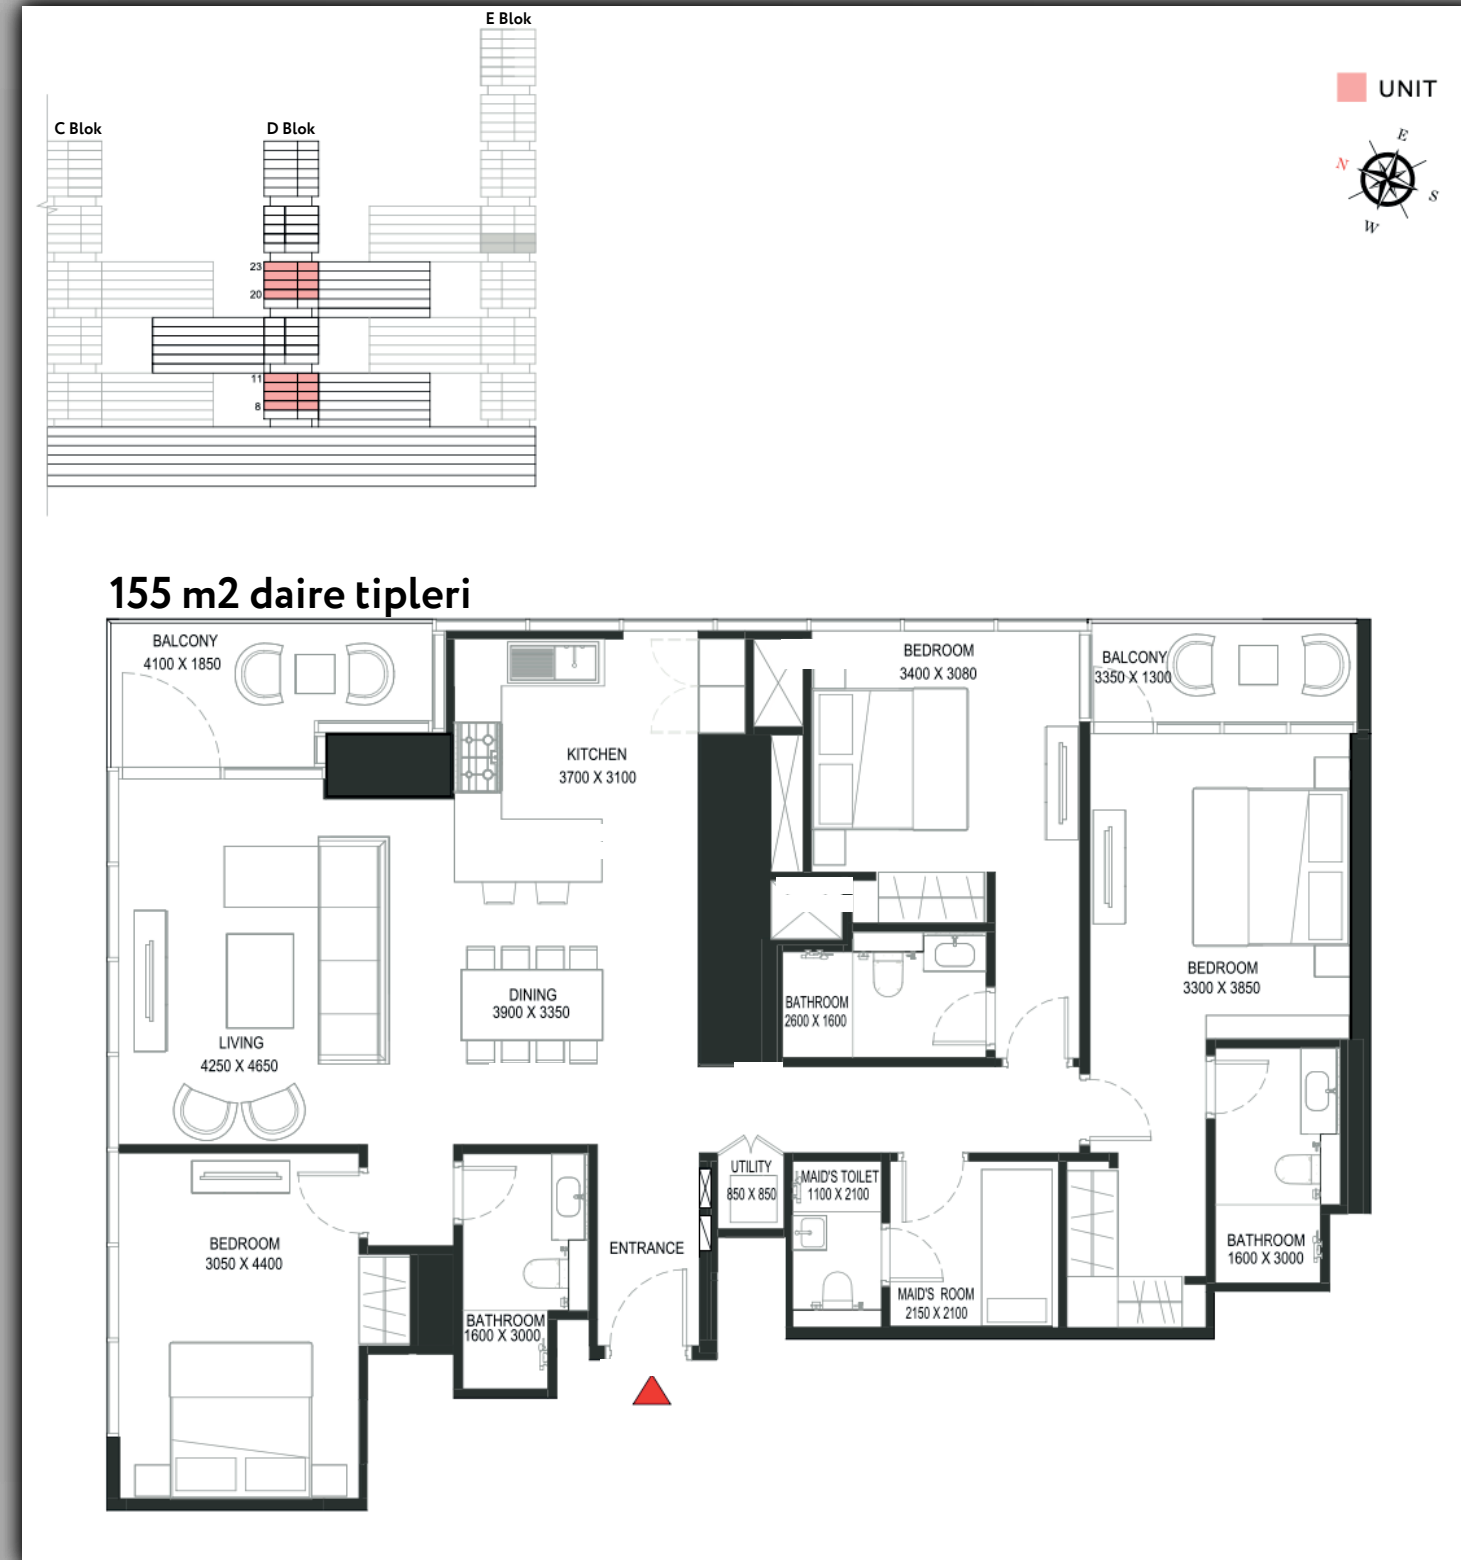 E Blok
UNIT
C Blok
D Blok
E
N
S
W
23
20
11
8
155 m2 daire tipleri
BALCONY
4100 X 1850
BEDROOM
3400 X 3080
BALCONY
3350 X 1300
KITCHEN
3700 X 3100
BEDROOM
3300 X 3850
DINING
3900 X 3350
BATHROOM
2600 X 1600
LIVING
4250 X 4650
UTILITY
850 X 850
MAID'S TOILET
1100 X 2100
BEDROOM
3050 X 4400
ENTRANCE
BATHROOM
1600 X 3000
MAID'S ROOM
2150 X 2100
BATHROOM
1600 X 3000